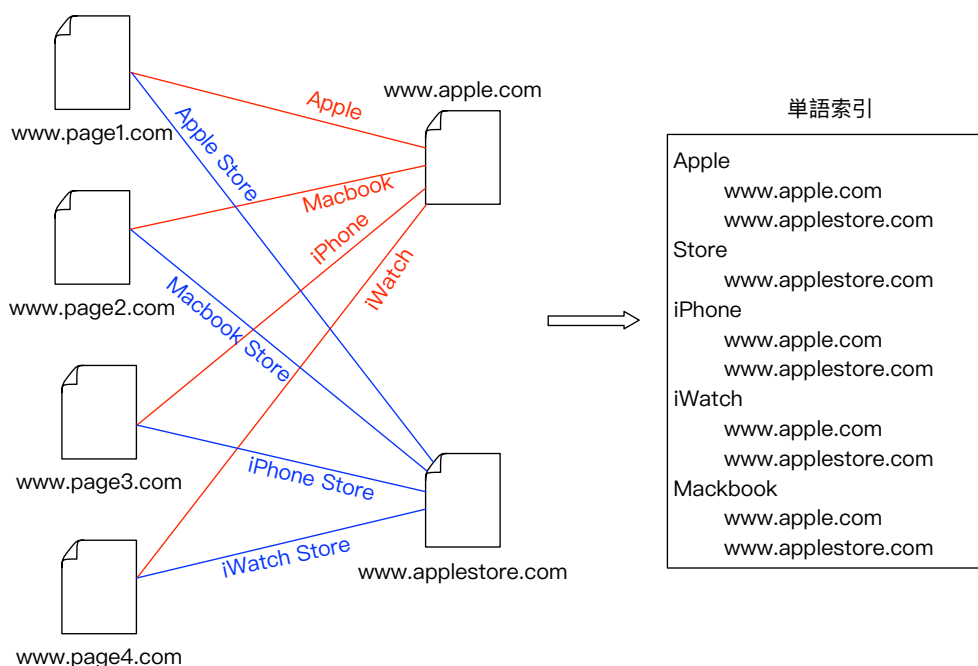 www.page1.com
www.page2.com
www.page3.com
www.page4.com
Apple
Apple Store
Macbook
Macbook Store
iPhone
iPhone Store
iWatch
iWatch Store
www.apple.com
www.applestore.com
単語索引
Apple
www.apple.com
www.applestore.com
Store
www.applestore.com
iPhone
www.apple.com
www.applestore.com
iWatch
www.apple.com
www.applestore.com
Mackbook
www.apple.com
www.applestore.com